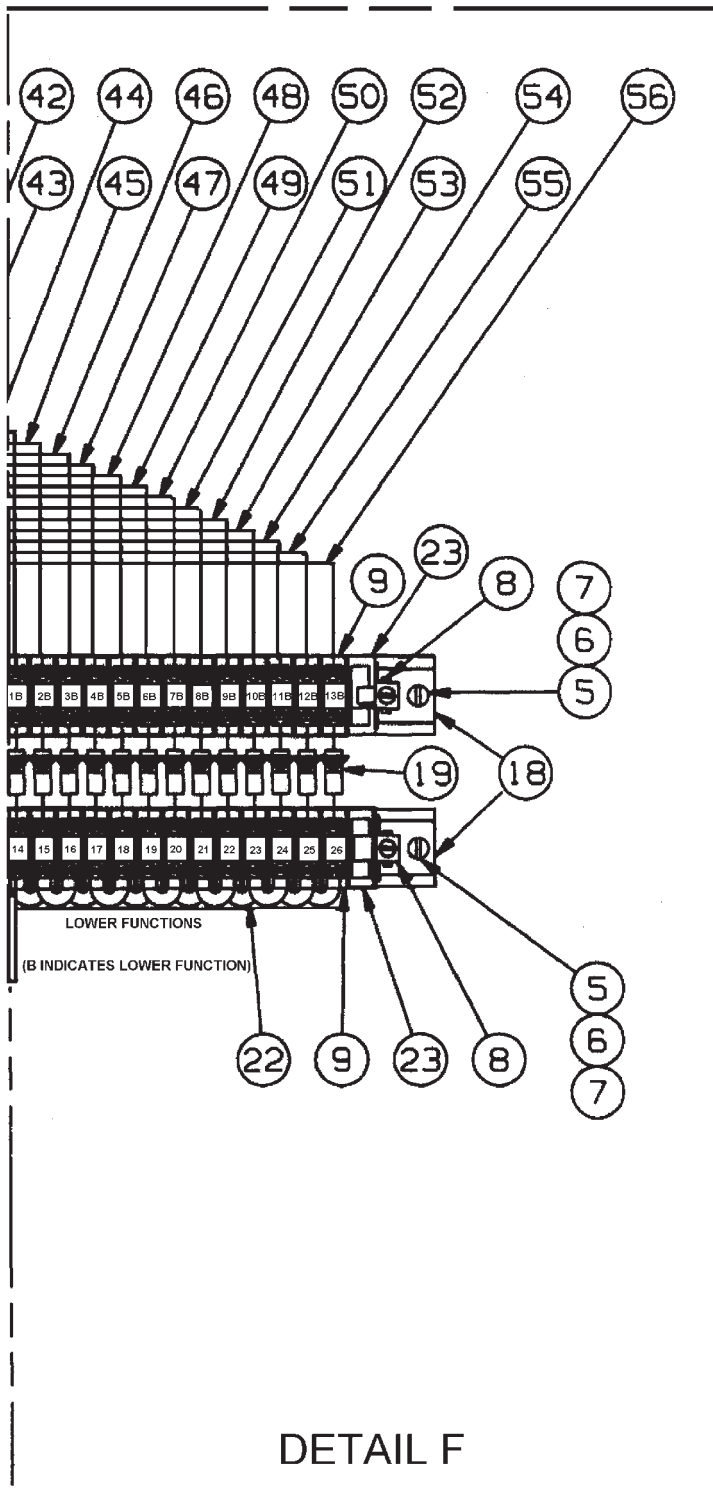 42 44 46 48 50 52 54 56
43 45 47 49 51 53 55
9 23 8 7
6
5
1B 2B 3B 4B 5B 6B 7B 8B 9B 10B 11B 12B 13B
19 18
14 15 16 17 18 19 20 21 22 23 24 25 26
LOWER FUNCTIONS
(B INDICATES LOWER FUNCTION)
5
22 9 23 8 6
7
DETAIL F